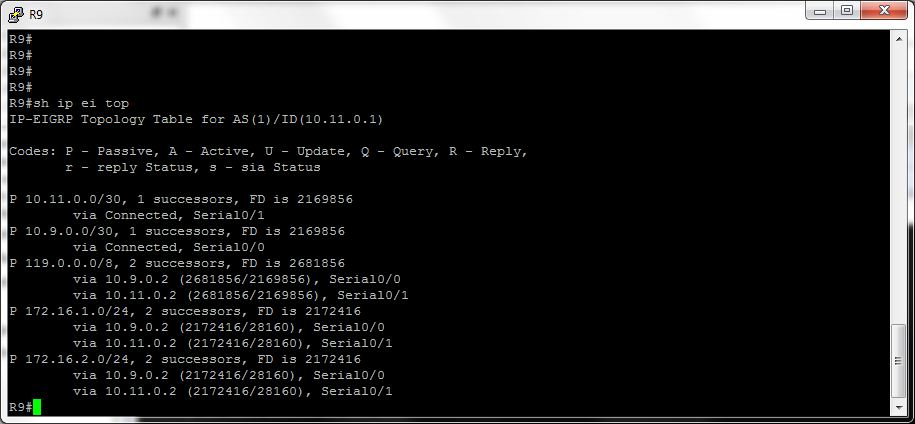 R9
R9#
R9#
R9#
R9#
R9#sh ip ei top
IP-EIGRP Topology Table for AS(1)/ID(10.11.0.1)
Codes: P - Passive, A - Active, U - Update, Q - Query, R - Reply,
r - reply Status, s - sia Status
P 10.11.0.0/30, 1 successors, FD is 2169856
via Connected, Serial0/1
P 10.9.0.0/30, 1 successors, FD is 2169856
via Connected, Serial0/0
P 119.0.0.0/8, 2 successors, FD is 2681856
via 10.9.0.2 (2681856/2169856), Serial0/0
via 10.11.0.2 (2681856/2169856), Serial0/1
P 172.16.1.0/24, 2 successors, FD is 2172416
via 10.9.0.2 (2172416/28160), Serial0/0
via 10.11.0.2 (2172416/28160), Serial0/1
P 172.16.2.0/24, 2 successors, FD is 2172416
via 10.9.0.2 (2172416/28160), Serial0/0
via 10.11.0.2 (2172416/28160), Serial0/1
R9#